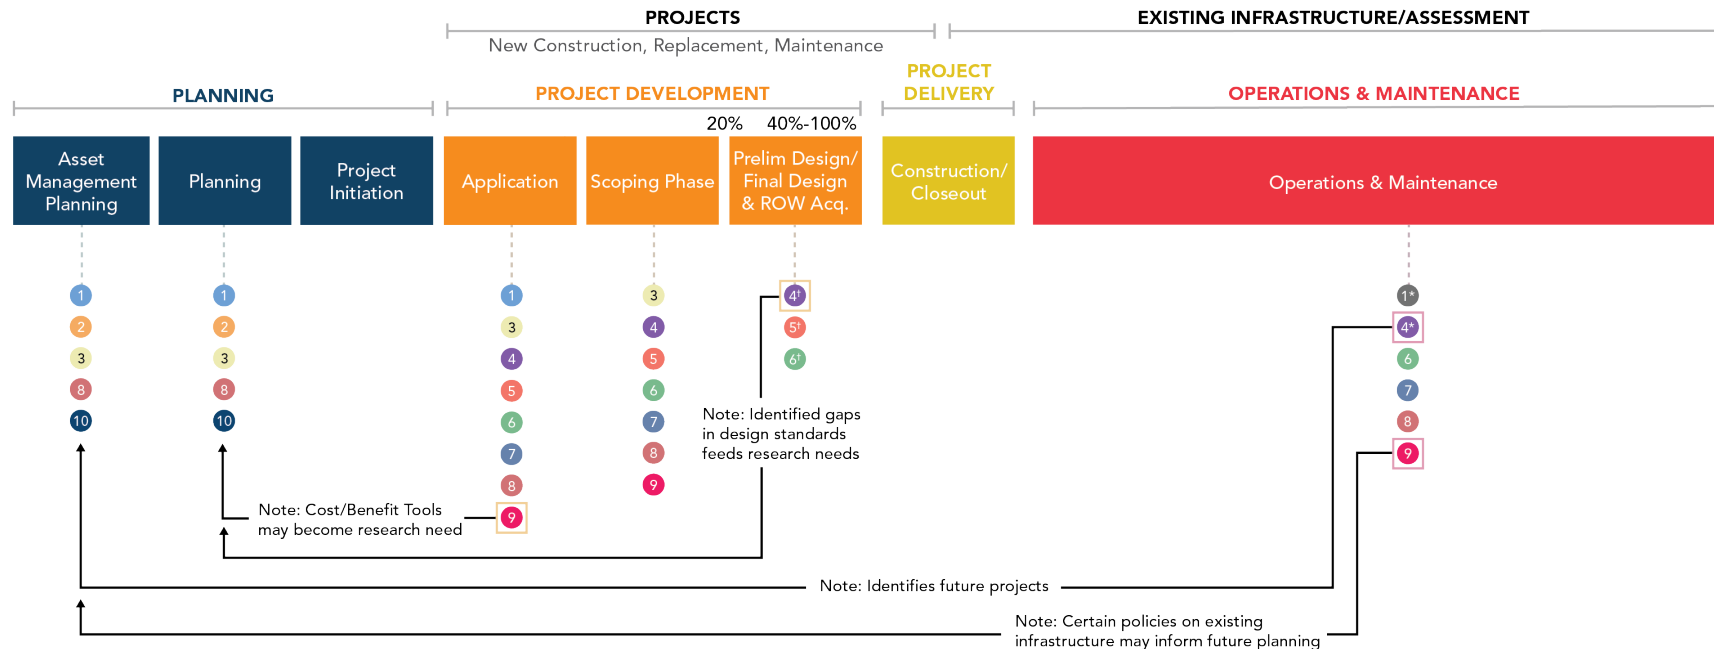 PROJECTS
EXISTING INFRASTRUCTURE/ASSESSMENT
New Construction, Replacement, Maintenance
PLANNING
PROJECT DEVELOPMENT
PROJECT
DELIVERY
OPERATIONS & MAINTENANCE
20% 40%-100%
Asset
Management
Planning
Planning
Project
Initiation
Application
Scoping Phase
Prelim Design/
Final Design
& ROW Acq.
Construction/
Closeout
Operations & Maintenance
1
2
3
8
10
1
2
3
8
10
1
3
4
5
6
7
8
9
3
4
5
6
7
8
9
4†
5†
6†
1*
4*
6
7
8
9
Note: Identified gaps
in design standards
feeds research needs
Note: Cost/Benefit Tools
may become research need
Note: Identifies future projects
Note: Certain policies on existing
infrastructure may inform future planning